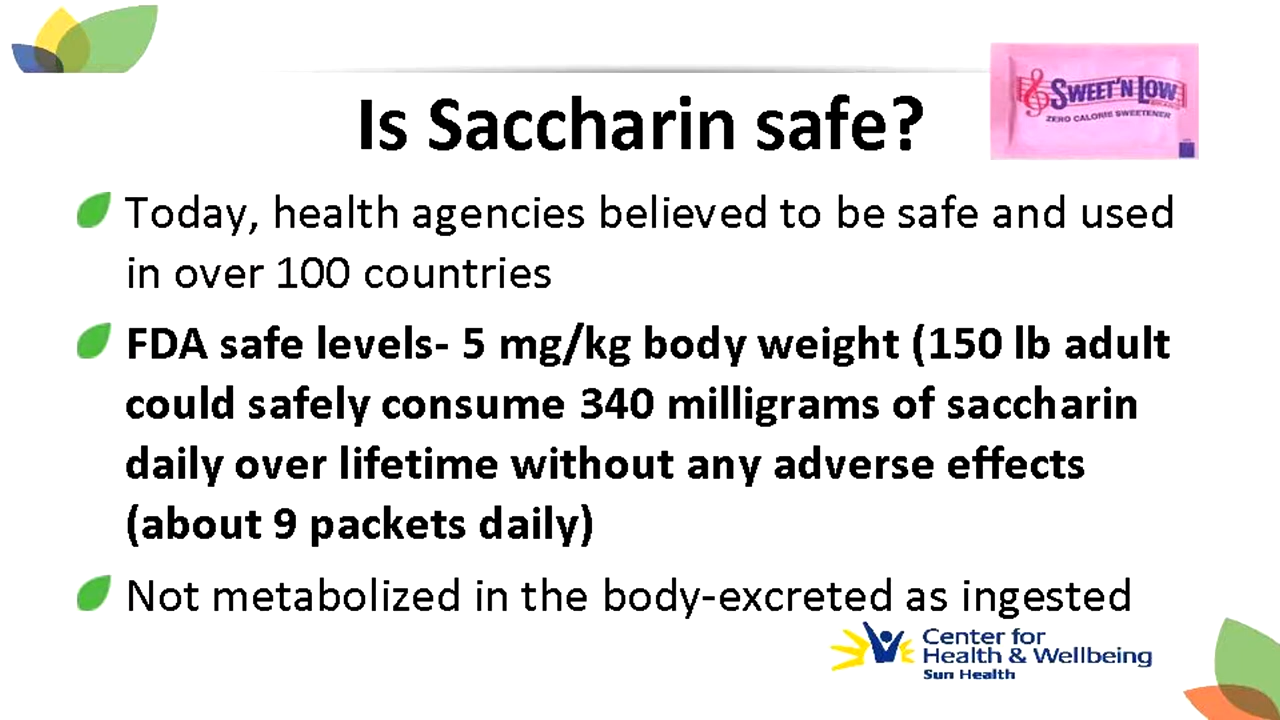 Is Saccharin safe?
SWEET'N LOW
ZERO CALORIE SWEETENER
Today, health agencies believed to be safe and used
in over 100 countries
FDA safe levels- 5 mg/kg body weight (150 lb adult
could safely consume 340 milligrams of saccharin
daily over lifetime without any adverse effects
(about 9 packets daily)
Not metabolized in the body-excreted as ingested
Center for
Health & Wellbeing
Sun Health